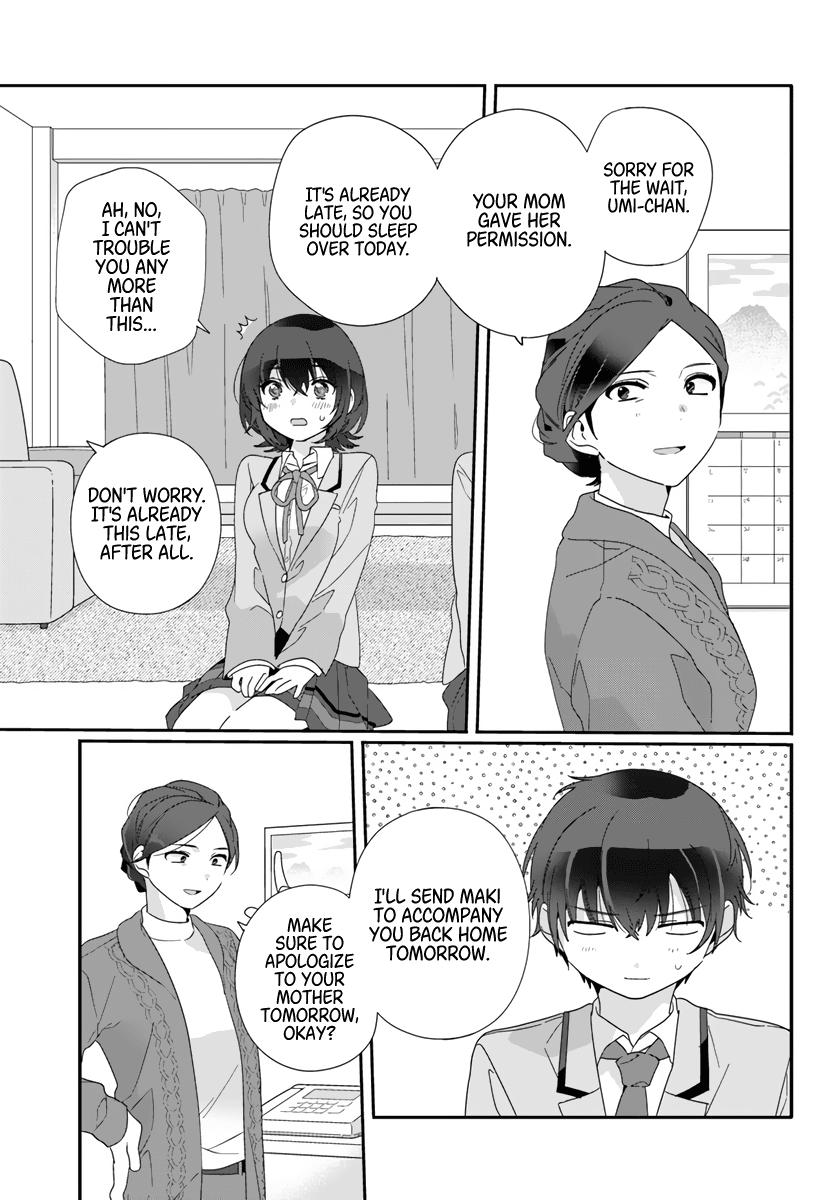 SORRY FOR
THE WAIT,
UMI-CHAN.
YOUR MOM
GAVE HER
PERMISSION.
IT'S ALREADY
LATE, SO YOU
SHOULD SLEEP
OVER TODAY.
AH, NO,
I CAN'T
TROUBLE
YOU ANY
MORE
THAN
THIS...
DON'T WORRY.
IT'S ALREADY
THIS LATE,
AFTER ALL.
I'LL SEND MAKI
TO ACCOMPANY
YOU BACK HOME
TOMORROW.
MAKE
SURE TO
APOLOGIZE
TO YOUR
MOTHER
TOMORROW,
OKAY?